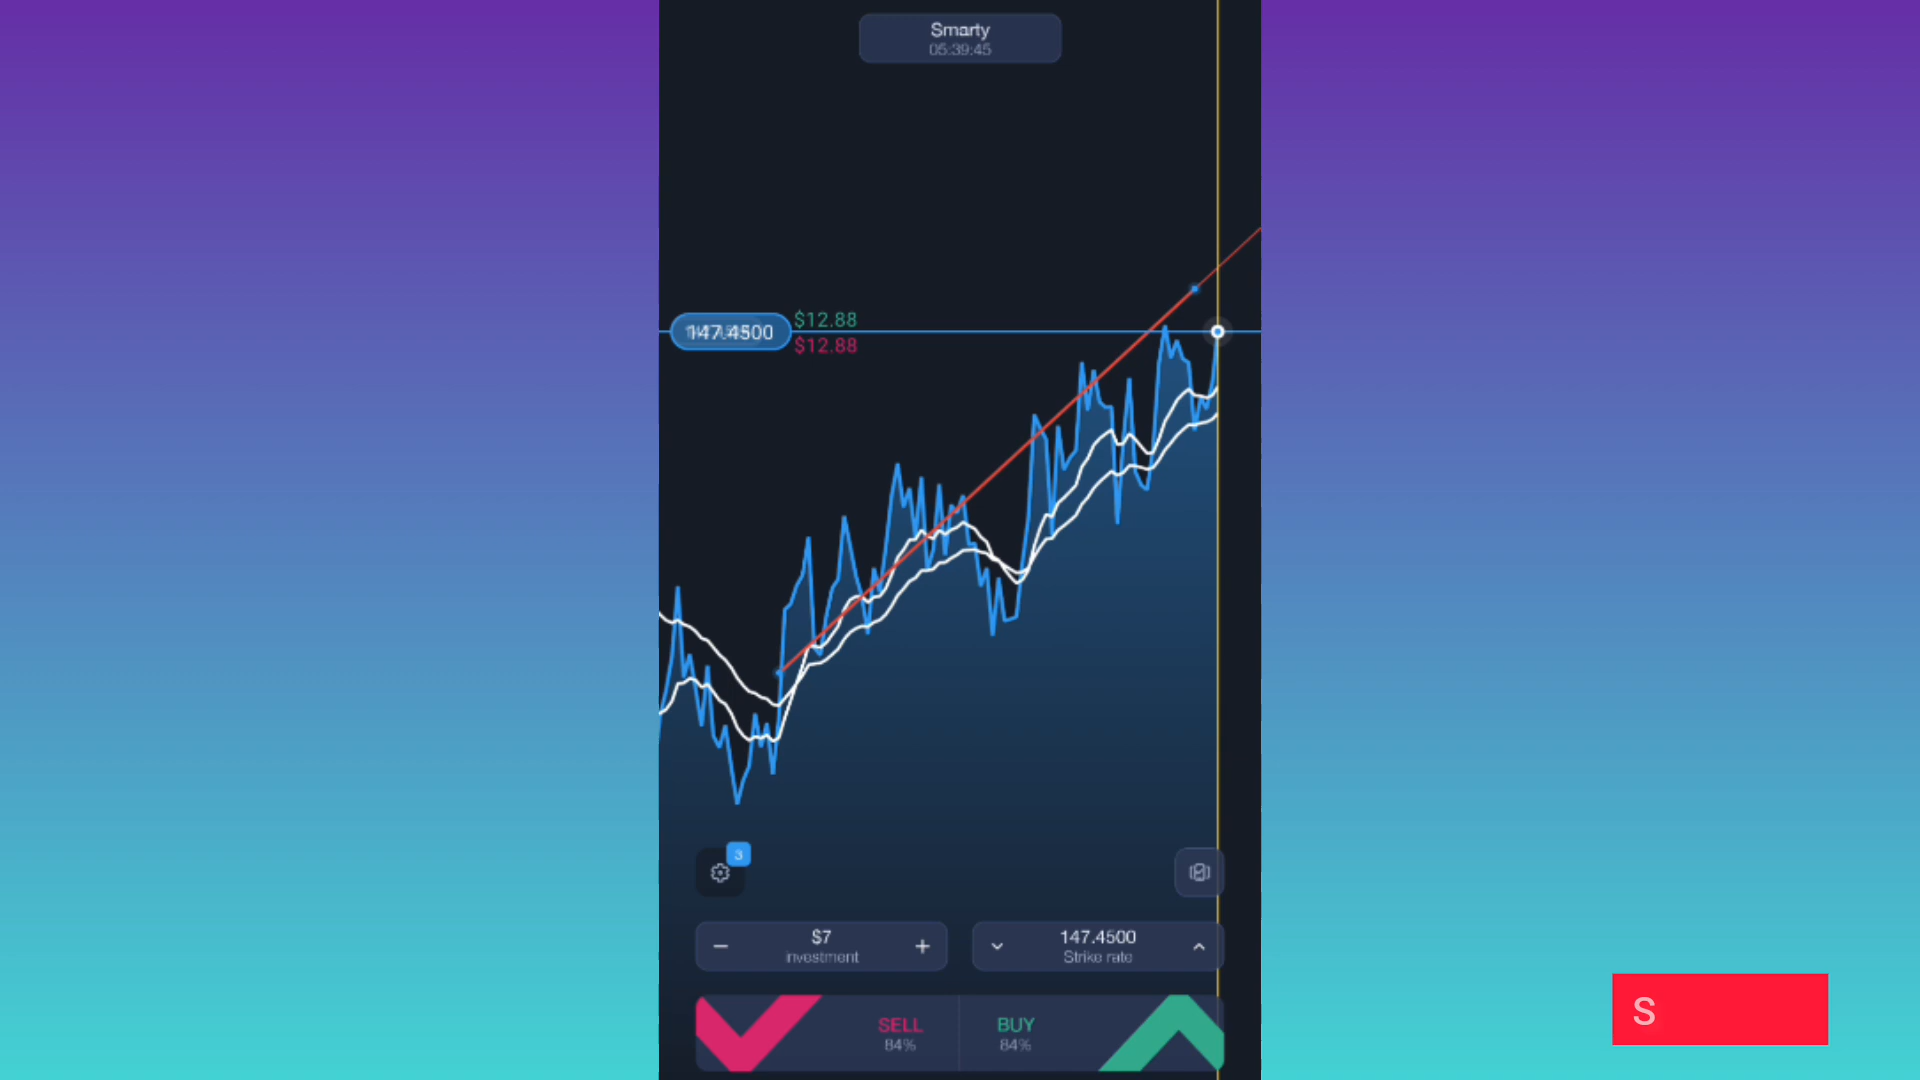 Smarty
05:39:45
$12.88
147.4500
$12.88
3
$7
investment
147.4500
Strike rate
SELL
84%
BUY
84%
S